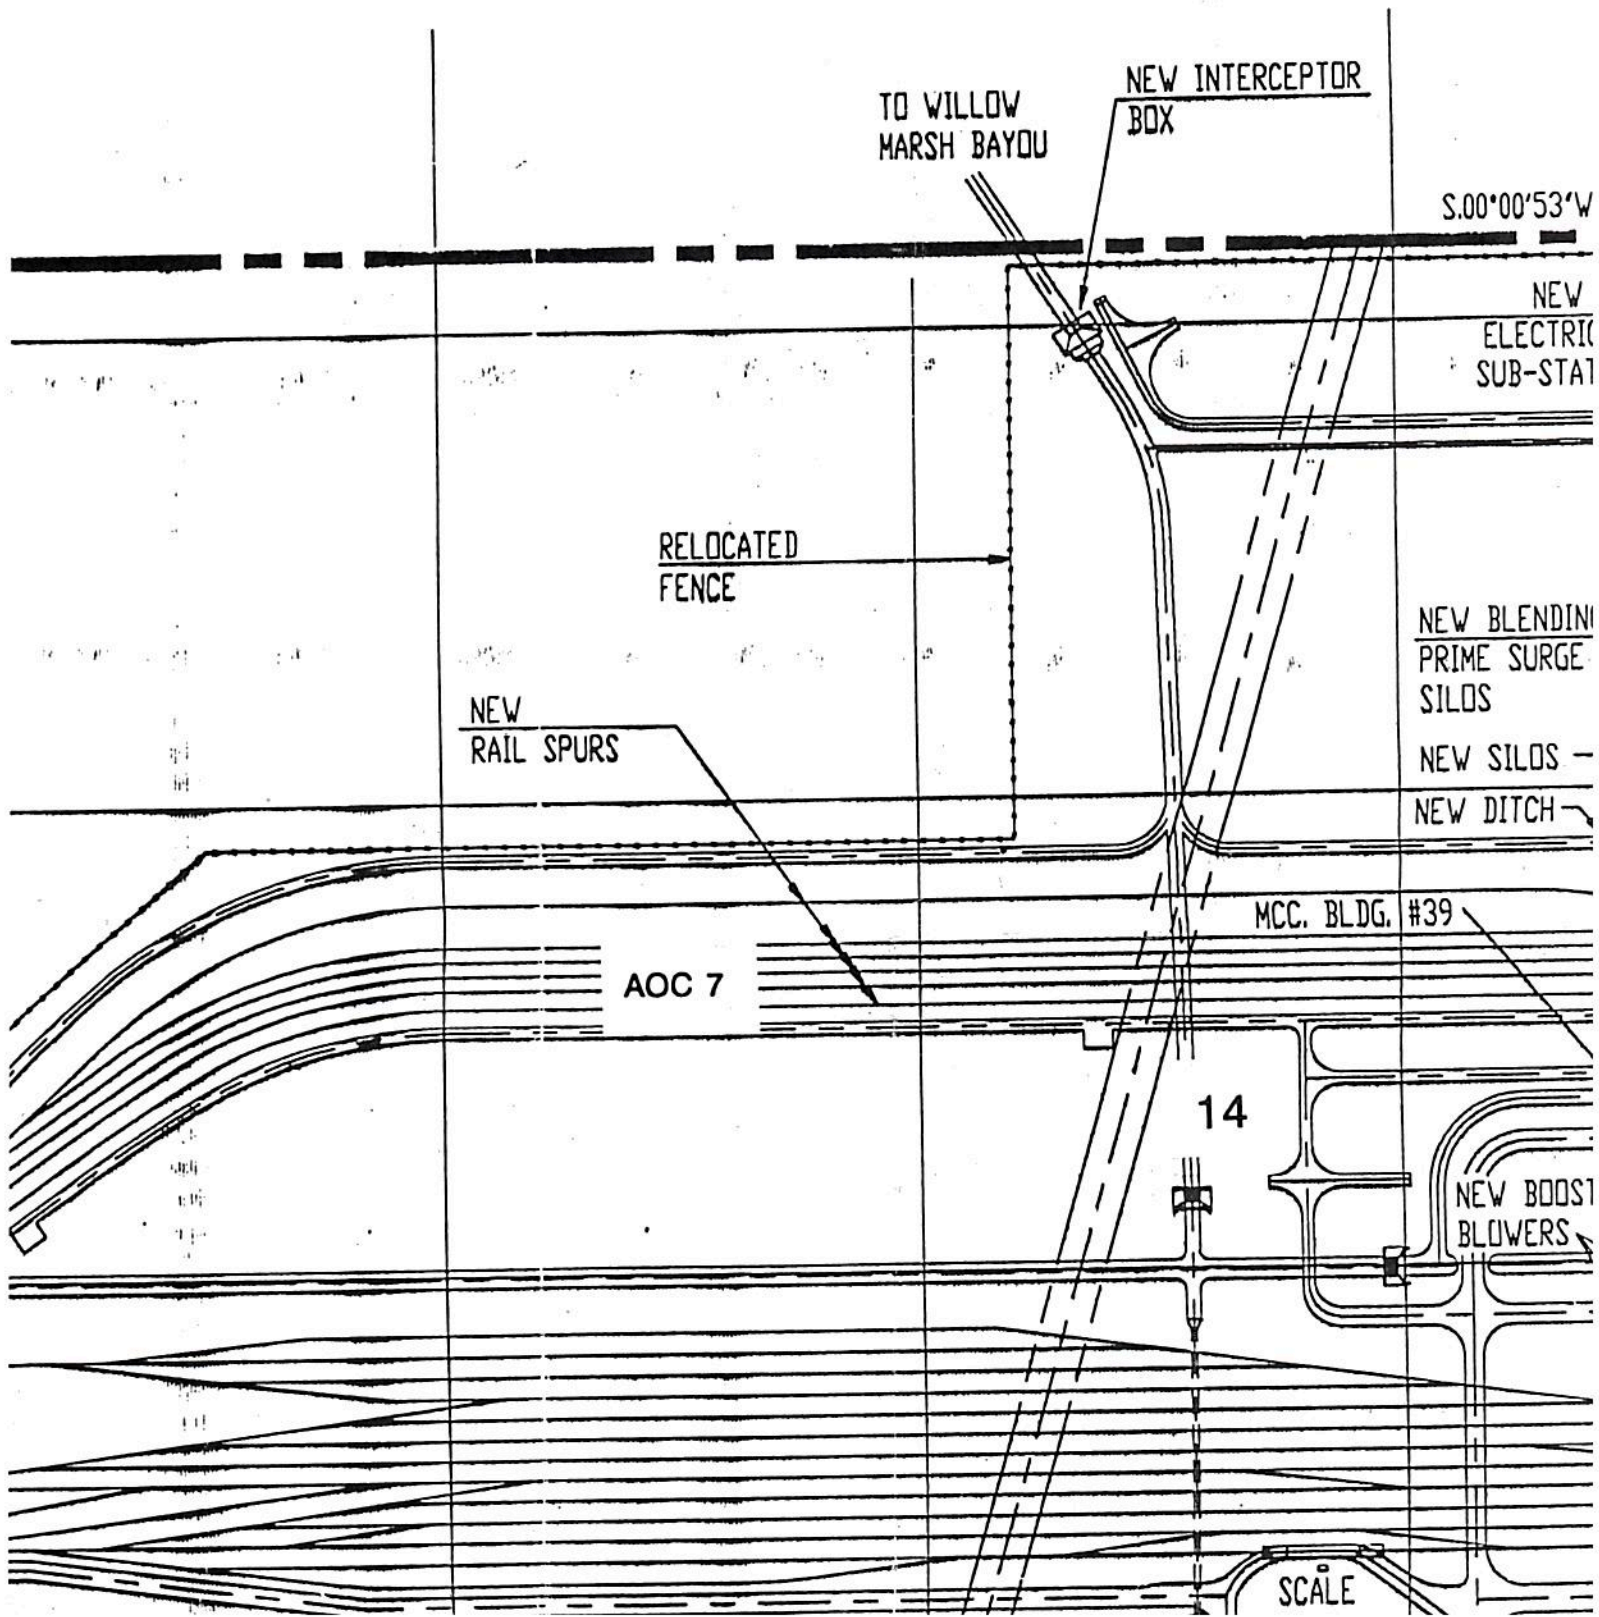 TO WILLOW
MARSH BAYOU
NEW INTERCEPTOR
BOX
S.00°00'53'W
NEW
ELECTRIC
SUB-STAT
RELOCATED
FENCE
NEW BLENDIN
PRIME SURGE
SILOS
NEW
RAIL SPURS
NEW SILOS
NEW DITCH
MCC. BLDG. #39
AOC 7
14
NEW BOOST
BLOWERS
SCALE